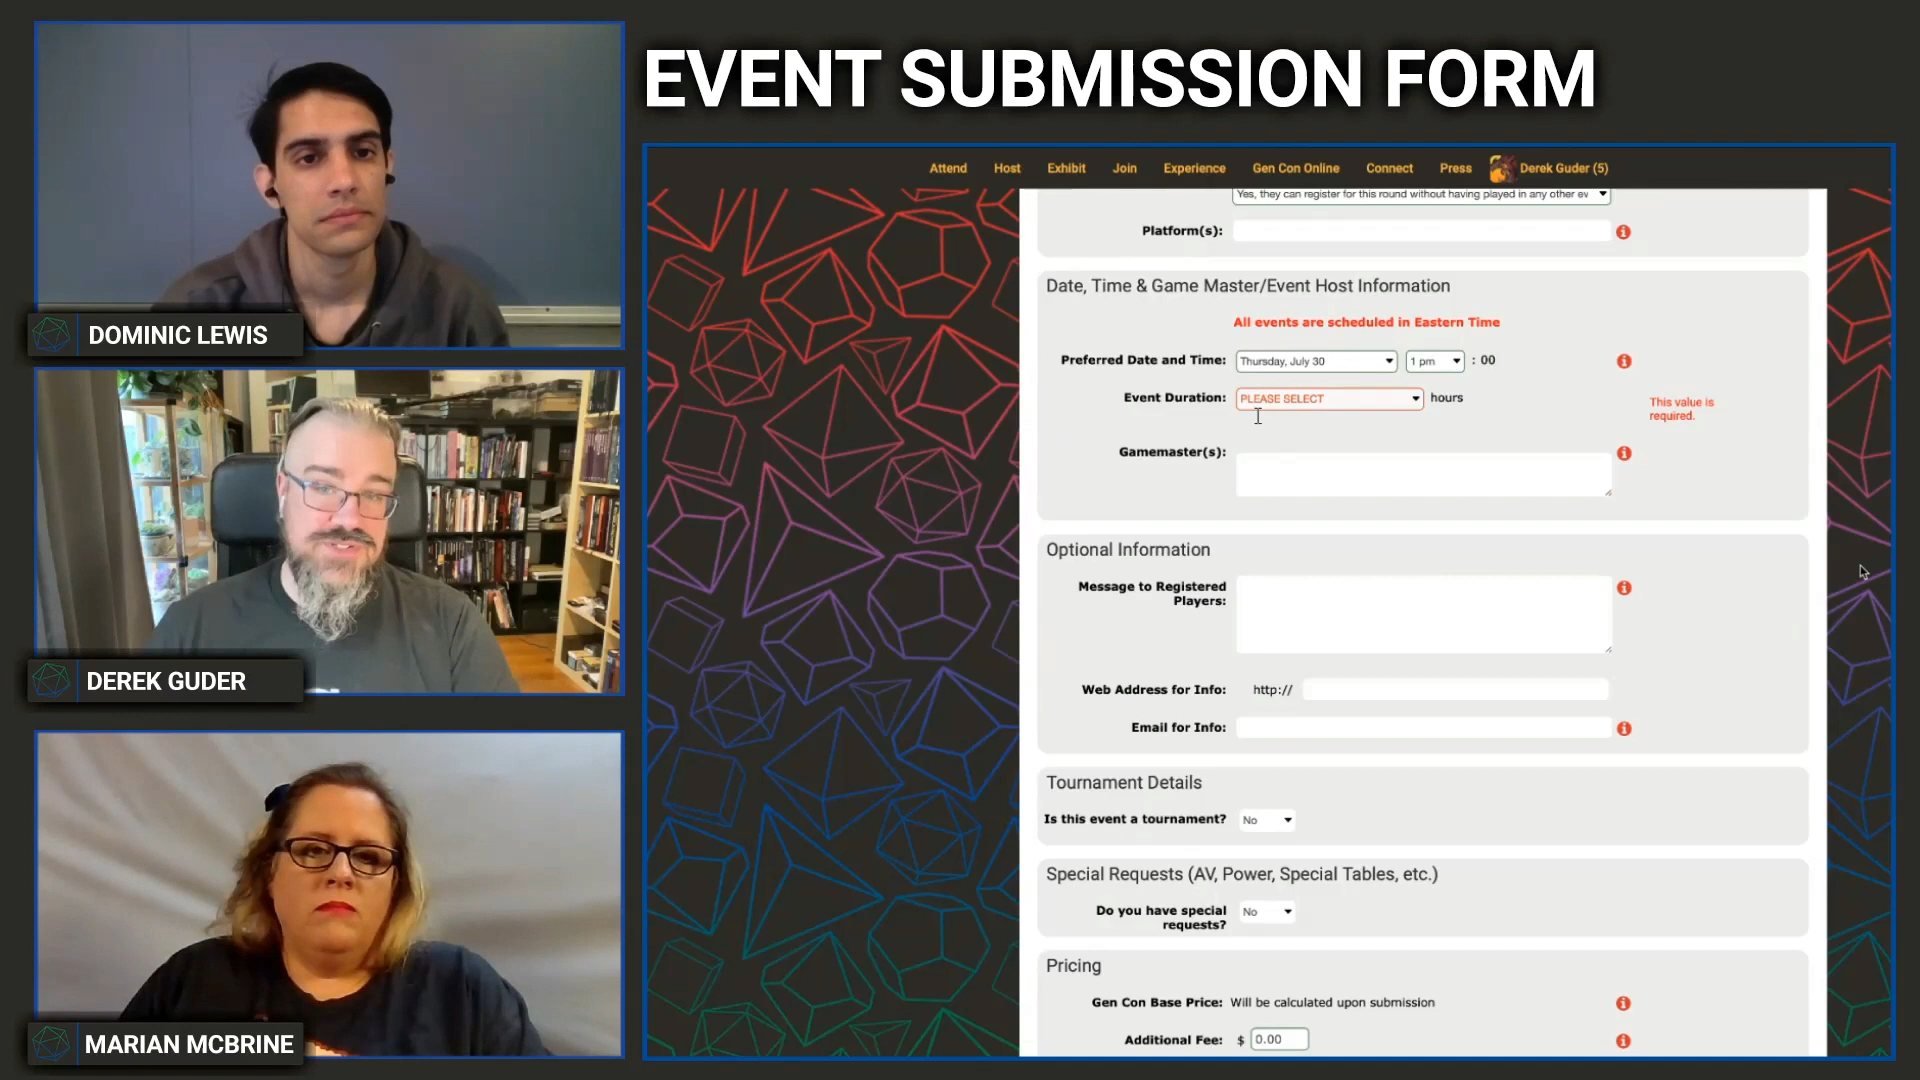 EVENT SUBMISSION FORM
DOMINIC LEWIS
DEREK GUDER
MARIAN MCBRINE
Attend Host Exhibit Join Experience Gen Con Online Connect Press Derek Guder (5)
Yes, they can register for this round without having played in any other ev
Platform(s):
Date, Time & Game Master/Event Host Information
All events are scheduled in Eastern Time
Preferred Date and Time: Thursday, July 30 1 pm : 00
Event Duration: PLEASE SELECT hours
This value is
required.
Gamemaster(s):
Optional Information
Message to Registered
Players:
Web Address for Info: http://
Email for Info:
Tournament Details
Is this event a tournament? No
Special Requests (AV, Power, Special Tables, etc.)
Do you have special
requests? No
Pricing
Gen Con Base Price: Will be calculated upon submission
Additional Fee: $ 0.00